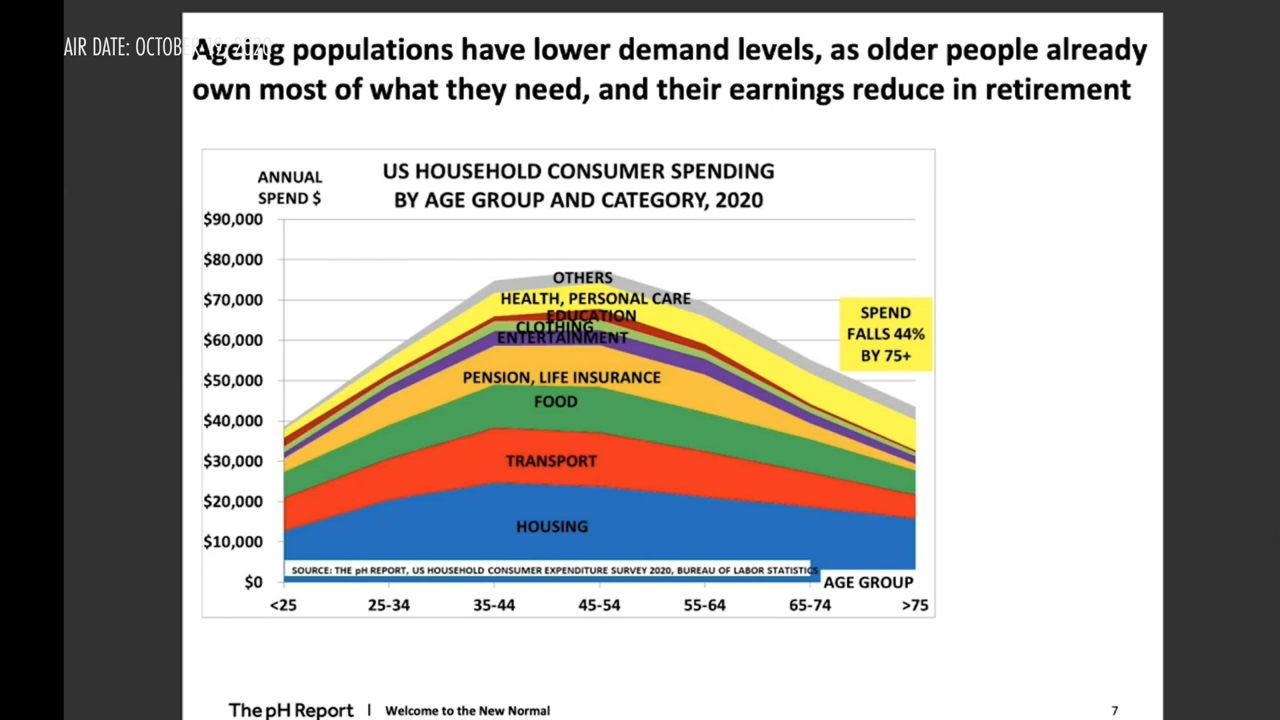 AIR DATE: OCTOBER 19, 2020
Ageing populations have lower demand levels, as older people already
own most of what they need, and their earnings reduce in retirement
ANNUAL
SPEND $
US HOUSEHOLD CONSUMER SPENDING
BY AGE GROUP AND CATEGORY, 2020
$90,000
$80,000
$70,000
$60,000
$50,000
$40,000
$30,000
$20,000
$10,000
$0
OTHERS
HEALTH, PERSONAL CARE
EDUCATION
CLOTHING
ENTERTAINMENT
PENSION, LIFE INSURANCE
FOOD
TRANSPORT
HOUSING
SPEND
FALLS 44%
BY 75+
SOURCE: THE pH REPORT, US HOUSEHOLD CONSUMER EXPENDITURE SURVEY 2020, BUREAU OF LABOR STATISTICS
AGE GROUP
<25 25-34 35-44 45-54 55-64 65-74 >75
The pH Report | Welcome to the New Normal 7